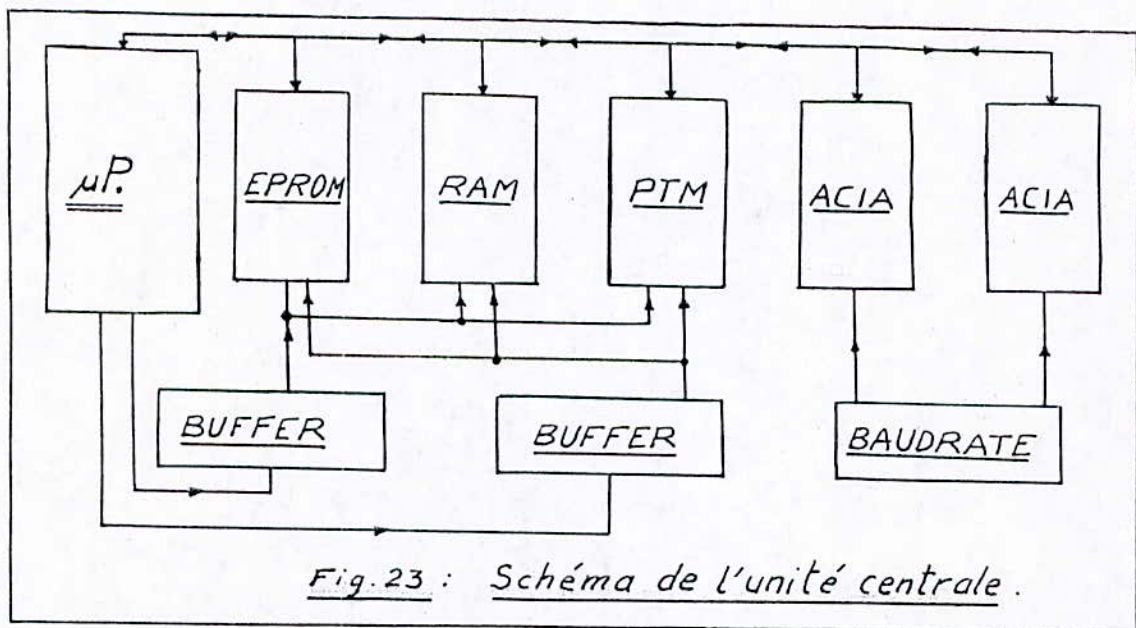 µP.
EPROM
RAM
PTM
ACIA
ACIA
BUFFER
BUFFER
BAUDRATE
Fig.23 : Schéma de l'unité centrale.